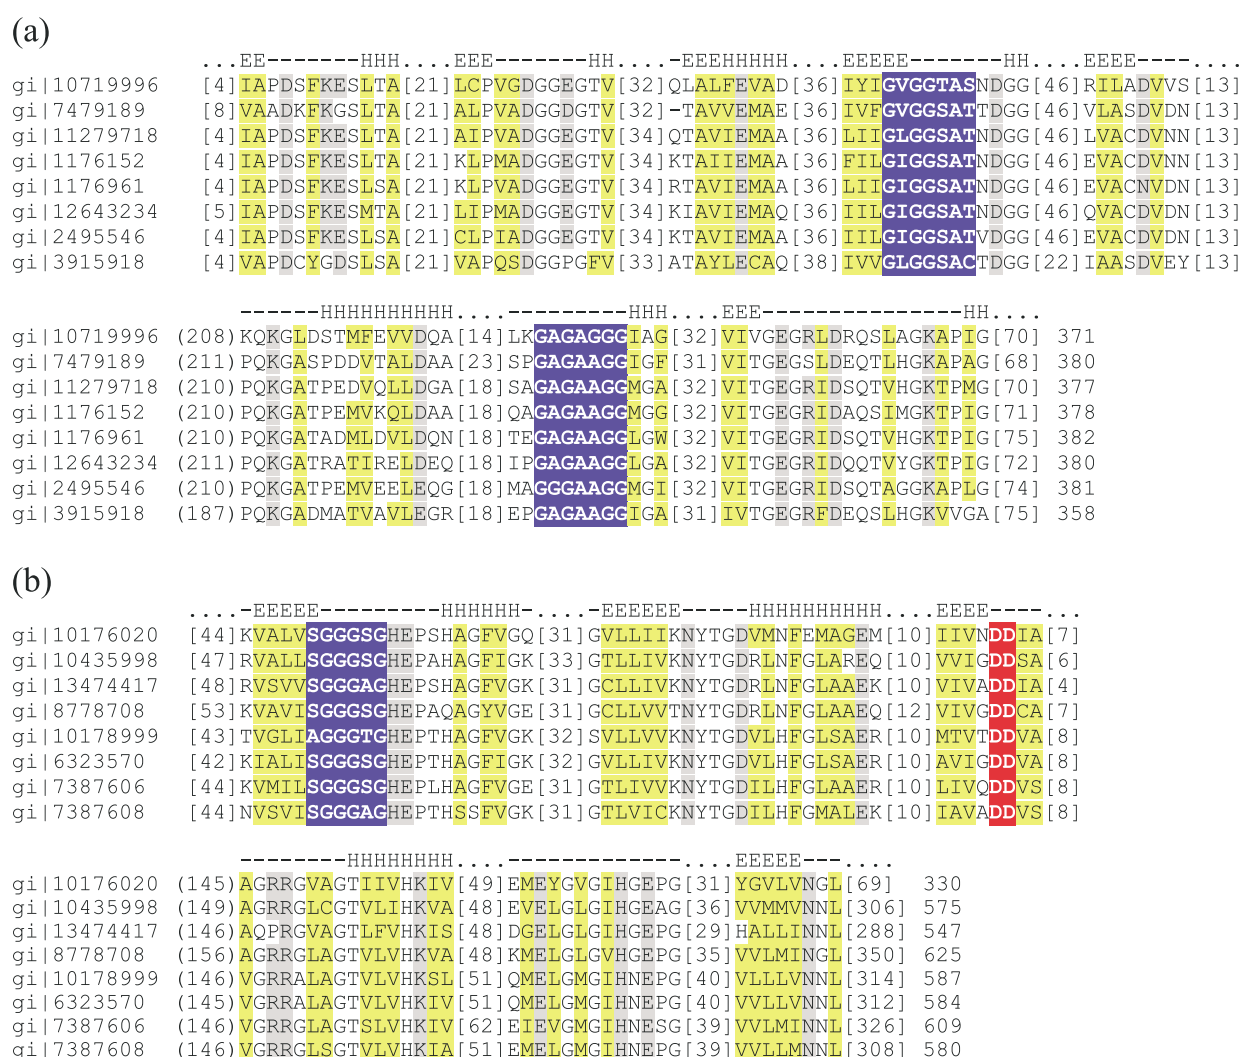 (a)
....EE-------HHH....EEE-------HH....--EEEHHHHHH....EEEEE-------HH....EEEE----....
gi|10719996 [4]IAPDSFKESLTA[21]LCPVGDGGEGTV[32]QLALFEVAD[36]IYIGVGGTASNDGG[46]RILADVVS[13]
gi|7479189 [8]VAADKFKGSLTA[21]AVPVADGGEGTV[32]-TAVVEMAE[36]IVFGVGGSATTDGG[46]VLASDVDN[13]
gi|11279718 [4]IAPDSFKESLTA[21]AIPVADGGEGTV[34]QTAVIEMAA[36]LIIGLGGSATNDGG[46]LVACDVNN[13]
gi|1176152 [4]IAPDSFKESLTA[21]KLPMADGGEGTV[34]KTAIIEMAA[36]FILGIGGSATNDGG[46]EVACDVNN[13]
gi|1176961 [4]IAPDSFKESLSA[21]KLPVADGGEGTV[34]RTAVIEMAA[36]LIIGIGGSATNDGG[46]EVACNVDN[13]
gi|12643234 [5]IAPDSFKESMTA[21]LIPMADGGEGTV[34]KIAVIEMAQ[36]IILGIGGSATNDGG[46]QVACDVDN[13]
gi|2495546 [4]IAPDSFKESLSA[21]CLPIADGGEGTV[34]KTAVIEMAA[36]IILGIGGSATVDGG[46]EVACDVDN[13]
gi|3915918 [4]VAPDCYGDSLSA[21]VAPQSDGGPGFV[33]ATAYLECAQ[38]IVVGLGGSACTDGG[22]IAASDVEY[13]
------HHHHHHHHHH....---------HHH....EEE---------------HH....
gi|10719996 (208)KQKGLDSTMFEVVDQA[14]LKGAGAGGGIAG[32]VIVGEGRLDRQSLAGKAPIG[70] 371
gi|7479189 (211)PQKGASPDDVTALDAA[23]SPGAGAAGGIGF[31]VITGEGSLDEQTLHGKAPAG[68] 380
gi|11279718 (210)PQKGATPEDVQLLDGA[18]SAGAGAAGGMGA[32]VITGEGRIDSQTVHGKTPMG[70] 377
gi|1176152 (210)PQKGATPEMVKQLDAA[18]QAGAGAAGGMGG[32]VITGEGRIDAQSIMGKTPIG[71] 378
gi|1176961 (210)PQKGATADMLDVLDQN[18]TEGAGAAGGLGW[32]VITGEGRIDSQTVHGKTPIG[75] 382
gi|12643234 (211)PQKGATRATIRELDEQ[18]IPGAGAAGGLGA[32]VITGEGRIDQQTVYGKTPIG[72] 380
gi|2495546 (210)PQKGATPEMVEELEQG[18]MAGGGAAGGMGI[32]VITGEGRIDSQTAGGKAPLG[74] 381
gi|3915918 (187)PQKGADMATVAVLEGR[18]EPGAGAAGGIGA[31]IVTGEGRFDEQSLHGKVVGA[75] 358
(b)
....-EEEEE---------HHHHHH-....-EEEEEE-----HHHHHHHHHH....EEEE----...
gi|10176020 [44]KVALVSGGGSGHEPSHAGFVGQ[31]GVLLIIKNYTGDVMNFEMAGEM[10]IIVNDDIA[7]
gi|10435998 [47]RVALLSGGGSGHEPAHAGFIGK[33]GTLLIVKNYTGDRLNFGLAREQ[10]VVIGDDSA[6]
gi|13474417 [48]RVSVVSGGGAGHEPSHAGFVGK[31]GCLLIVKNYTGDRLNFGLAAEK[10]VIVADDIA[4]
gi|8778708 [53]KVAVISGGGSGHEPAQAGYVGE[31]GCLLVVTNYTGDRLNFGLAAEQ[12]VIVGDDCA[7]
gi|10178999 [43]TVGLIAGGGTGHEPTHAGFVGK[32]SVLLVVKNYTGDVLHFGLSAER[10]MTVTDDVA[8]
gi|6323570 [42]KIALISGGGSGHEPTHAGFIGK[32]GVLLIVKNYTGDVLHFGLSAER[10]AVIGDDVA[8]
gi|7387606 [44]KVMILSGGGSGHEPLHAGFVGE[31]GTLIVVKNYTGDILHFGLAAER[10]LIVQDDVS[8]
gi|7387608 [44]NVSVISGGGAGHEPTHSSFVGK[31]GTLVICKNYTGDILHFGMALEK[10]IAVADDVS[8]
--------HHHHHHHH....-------------....EEEEE---....
gi|10176020 (145)AGRRGVAGTIIVHKIV[49]EMEYGVGIHGEPG[31]YGVLVNGL[69] 330
gi|10435998 (149)AGRRGLCGTVLIHKVA[48]EVELGLGIHGEAG[36]VVMMVNNL[306] 575
gi|13474417 (146)AQPRGVAGTLFVHKIS[48]DGELGLGIHGEPG[29]HALLINNL[288] 547
gi|8778708 (156)AGRRGLAGTVLVHKVA[48]KMELGLGVHGEPG[35]VVLMINGL[350] 625
gi|10178999 (146)VGRRALAGTVLVHKSL[51]QMELGMGIHNEPG[40]VLLLVNNL[314] 587
gi|6323570 (145)VGRRALAGTVLVHKIV[51]QMELGMGIHNEPG[40]VVLLVNNL[312] 584
gi|7387606 (146)VGRRGLAGTSLVHKIV[62]EIEVGMGIHNESG[39]VVLMINNL[326] 609
gi|7387608 (146)VGRRGLSGTVLVHKIA[51]EMELGMGIHNEPG[39]VVLLMNNL[308] 580